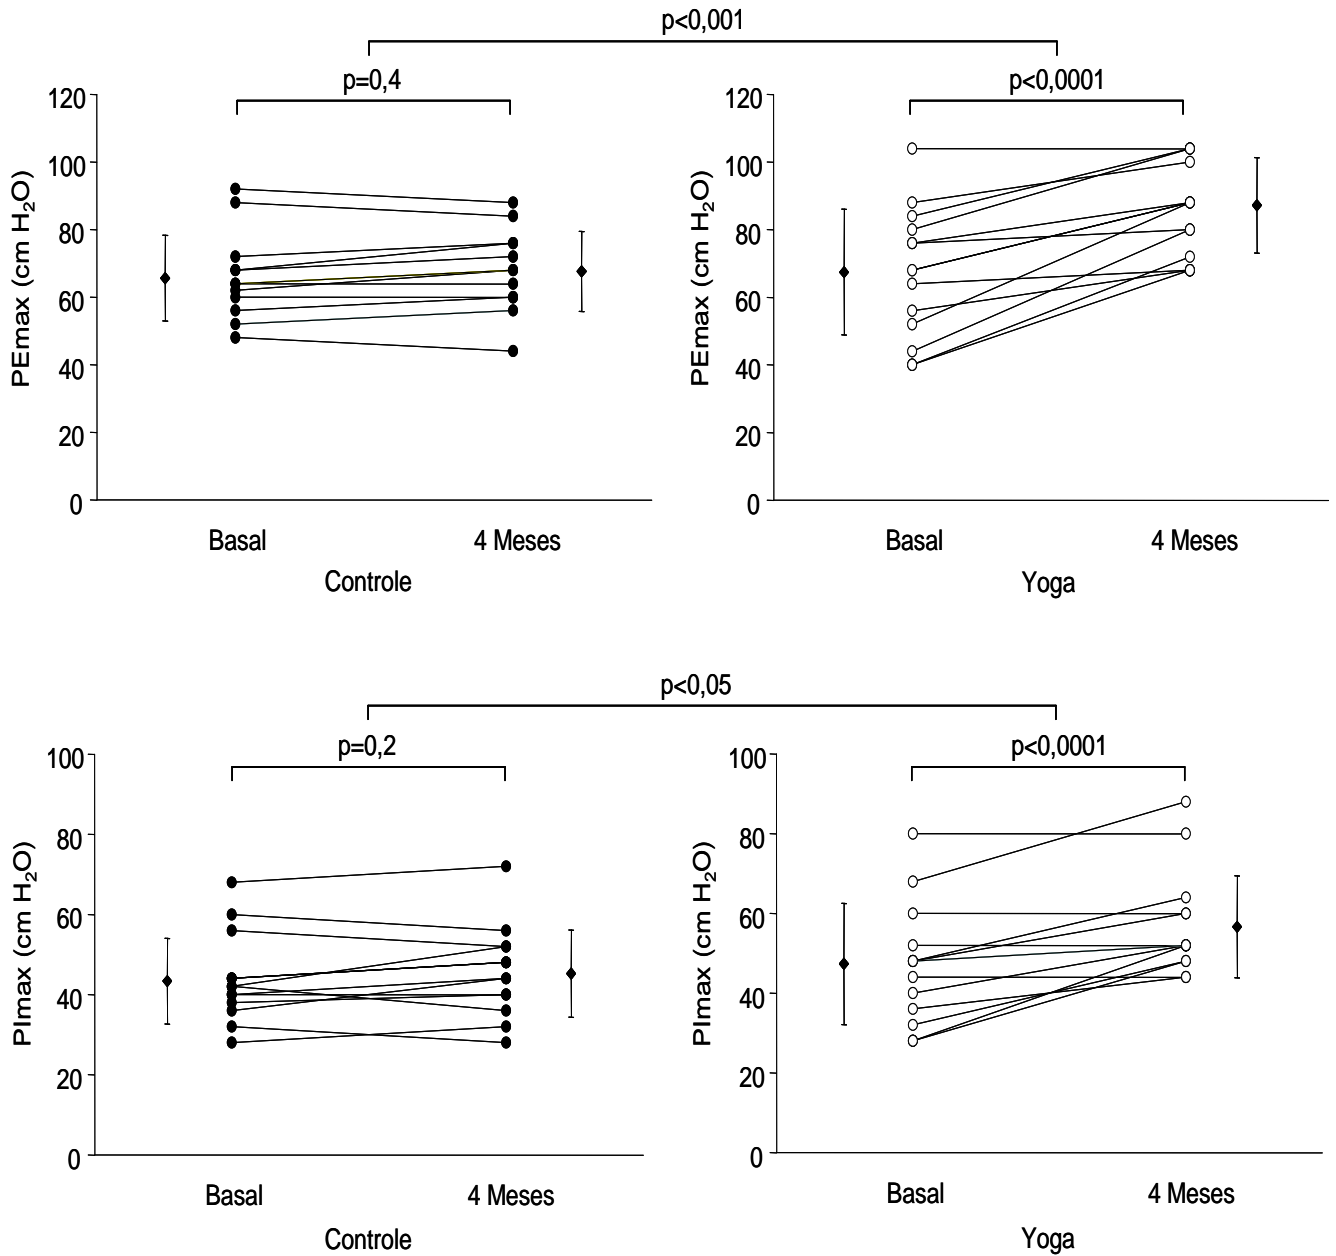 p<0,001
p=0,4
p<0,0001
120
100
80
60
40
20
0
PEmax (cm H₂O)
Basal
4 Meses
Controle
120
100
80
60
40
20
0
PEmax (cm H₂O)
Basal
4 Meses
Yoga
p<0,05
p=0,2
p<0,0001
100
80
60
40
20
0
PImax (cm H₂O)
Basal
4 Meses
Controle
100
80
60
40
20
0
PImax (cm H₂O)
Basal
4 Meses
Yoga